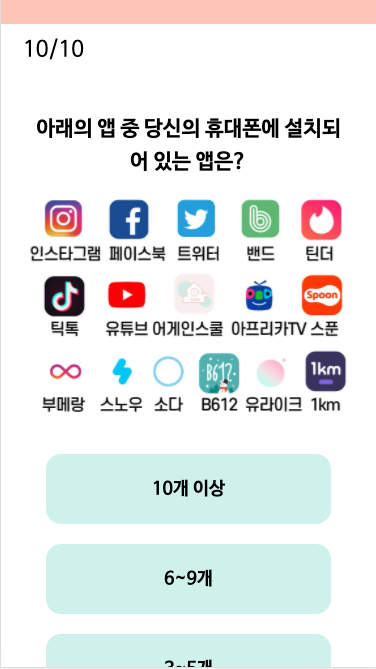 10/10
아래의 앱 중 당신의 휴대폰에 설치되
어 있는 앱은?
인스타그램 페이스북 트위터 밴드 틴더
Spoon
틱톡 유튜브 어게인스쿨 아프리카TV 스푼
B612 1km
부메랑 스노우 소다 B612 유라이크 1km
10개 이상
6~9개
3~5개